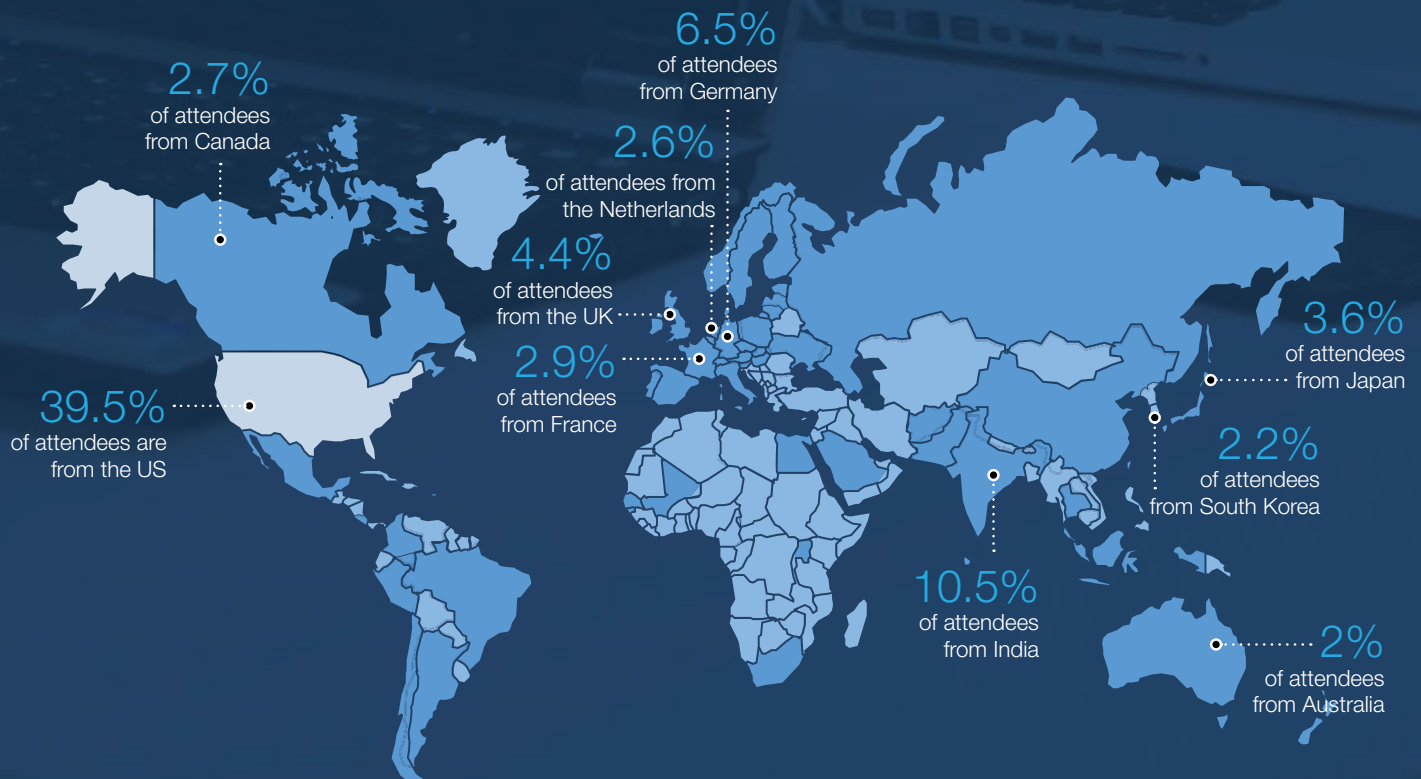 6.5%
of attendees
from Germany
2.7%
of attendees
from Canada
2.6%
of attendees from
the Netherlands
4.4%
of attendees
from the UK
2.9%
of attendees
from France
39.5%
of attendees are
from the US
3.6%
of attendees
from Japan
2.2%
of attendees
from South Korea
10.5%
of attendees
from India
2%
of attendees
from Australia